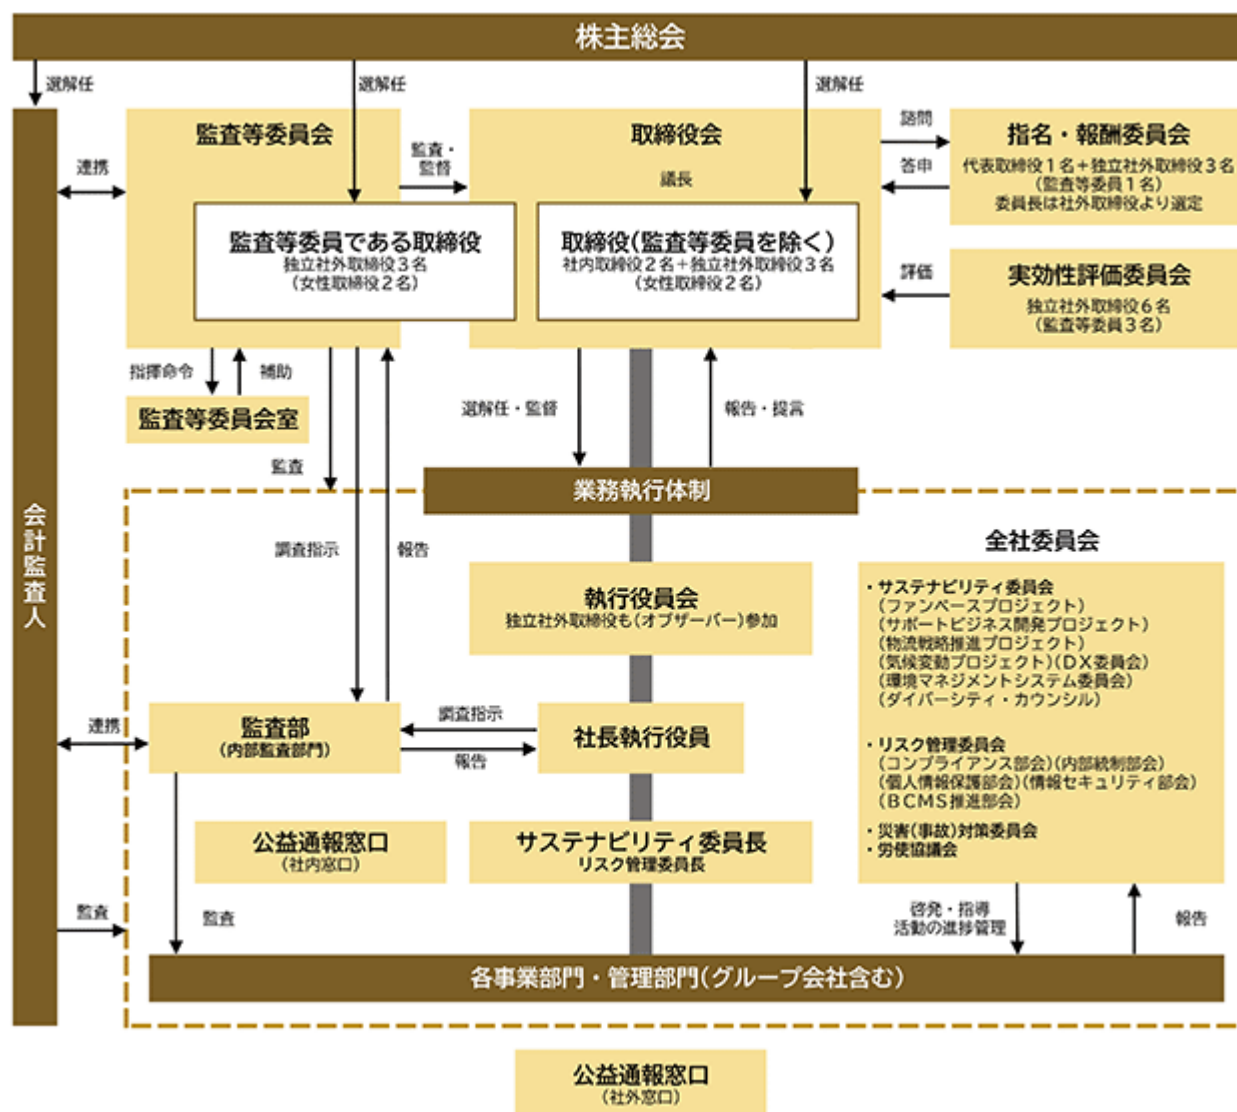 株主総会
選解任
選解任
選解任
監査等委員会
監査・
監督
取締役会
議長
諮問
答申
指名・報酬委員会
代表取締役1名＋独立社外取締役3名
(監査等委員1名)
委員長は社外取締役より選定
連携
監査等委員である取締役
独立社外取締役3名
(女性取締役2名)
取締役(監査等委員を除く)
社内取締役2名＋独立社外取締役3名
(女性取締役2名)
評価
実効性評価委員会
独立社外取締役6名
(監査等委員3名)
指揮命令
補助
監査等委員会室
選解任・監督
報告・提言
監査
業務執行体制
会計監査人
調査指示
報告
執行役員会
独立社外取締役も(オブザーバー)参加
全社委員会
・サステナビリティ委員会
(ファンベースプロジェクト)
(サポートビジネス開発プロジェクト)
(物流戦略推進プロジェクト)
(気候変動プロジェクト)(DX委員会)
(環境マネジメントシステム委員会)
(ダイバーシティ・カウンシル)
・リスク管理委員会
(コンプライアンス部会)(内部統制部会)
(個人情報保護部会)(情報セキュリティ部会)
(BCMS推進部会)
・災害(事故)対策委員会
・労使協議会
連携
監査部
(内部監査部門)
調査指示
報告
社長執行役員
公益通報窓口
(社内窓口)
サステナビリティ委員長
リスク管理委員長
監査
監査
啓発・指導
活動の進捗管理
報告
各事業部門・管理部門(グループ会社含む)
公益通報窓口
(社外窓口)